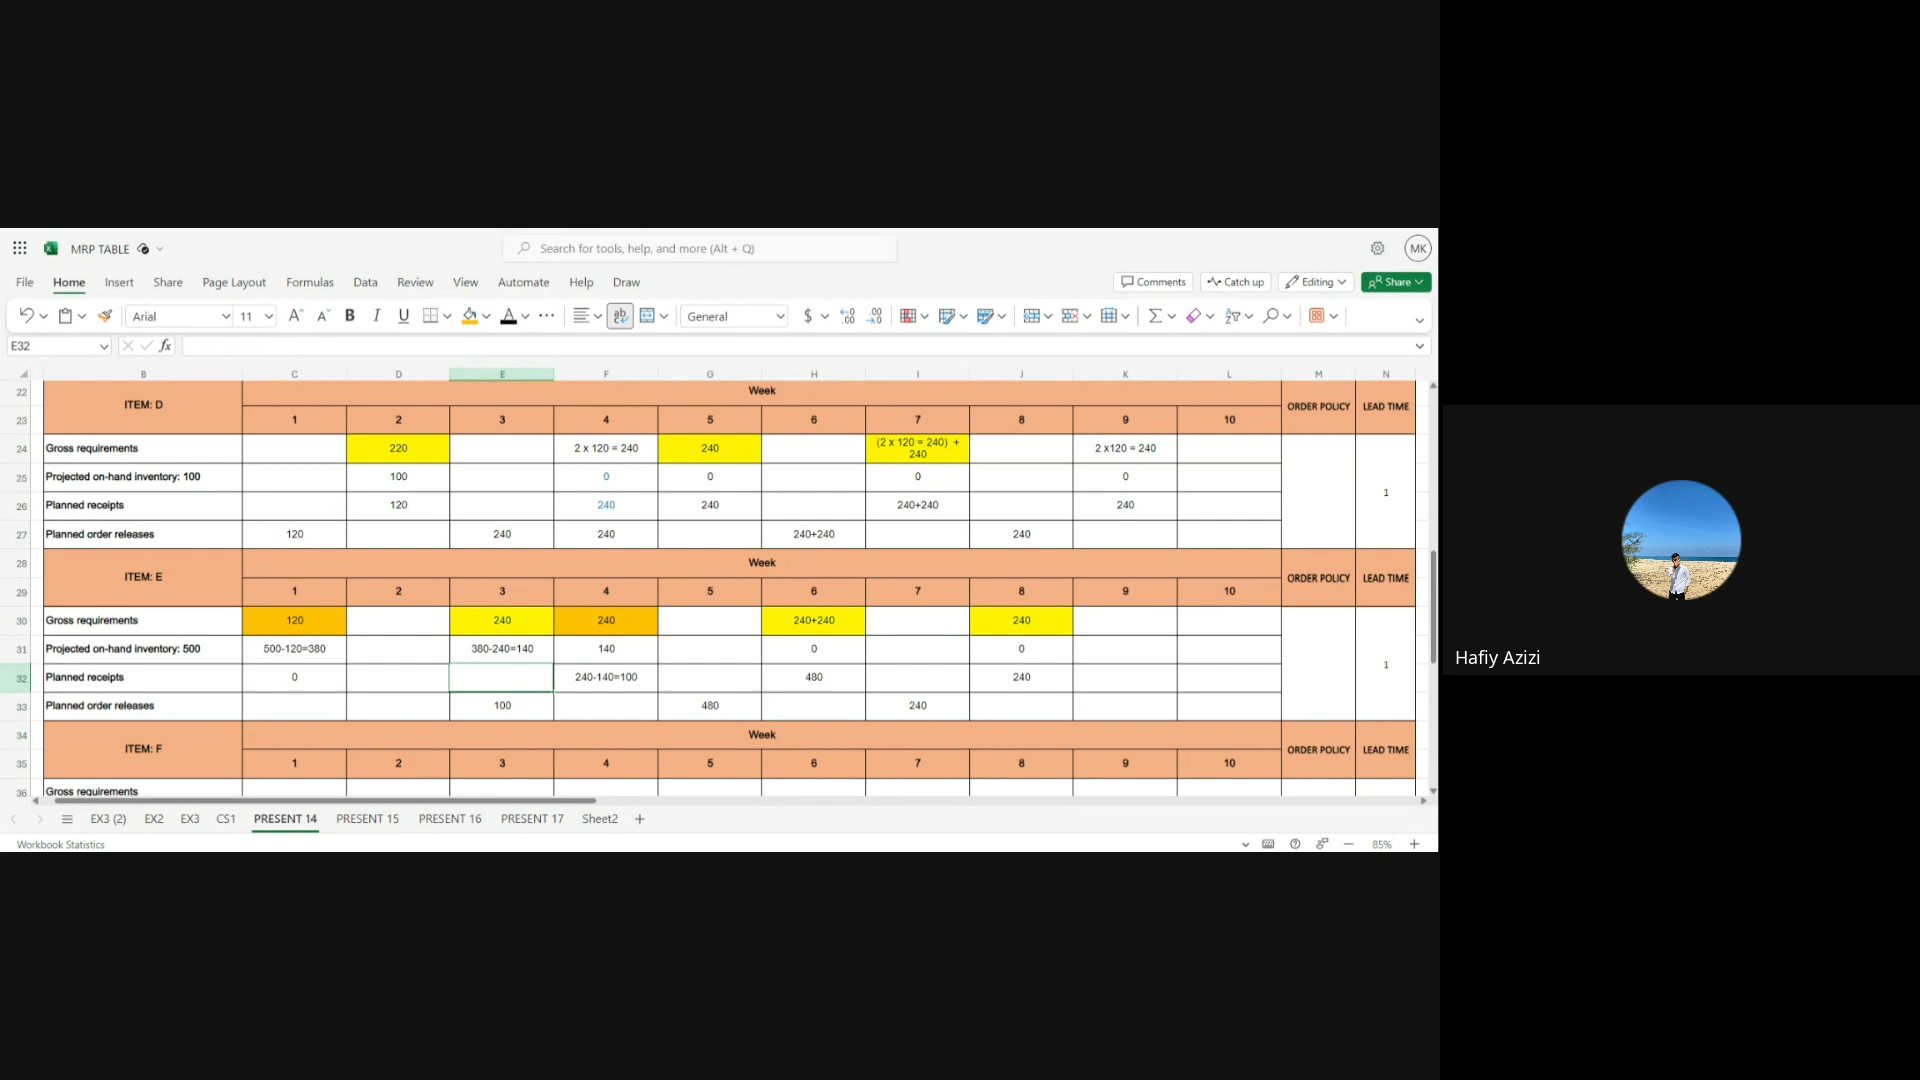 MRP TABLE
Search for tools, help, and more (Alt + Q)
MK
File Home Insert Share Page Layout Formulas Data Review View Automate Help Draw
Comments Catch up Editing Share
Arial 11 General
E32
B C D E F G H I J K L M N
22 ITEM: D Week ORDER POLICY LEAD TIME
23 1 2 3 4 5 6 7 8 9 10
24 Gross requirements 220 2 x 120 = 240 240 (2 x 120 = 240) + 240 2 x120 = 240
25 Projected on-hand inventory: 100 100 0 0 0 0 1
26 Planned receipts 120 240 240 240+240 240
27 Planned order releases 120 240 240 240+240 240
28 ITEM: E Week ORDER POLICY LEAD TIME
29 1 2 3 4 5 6 7 8 9 10
30 Gross requirements 120 240 240 240+240 240
31 Projected on-hand inventory: 500 500-120=380 380-240=140 140 0 0 1
32 Planned receipts 0 240-140=100 480 240
33 Planned order releases 100 480 240
34 ITEM: F Week ORDER POLICY LEAD TIME
35 1 2 3 4 5 6 7 8 9 10
36 Gross requirements
EX3 (2) EX2 EX3 CS1 PRESENT 14 PRESENT 15 PRESENT 16 PRESENT 17 Sheet2
Workbook Statistics 85%
Hafiy Azizi